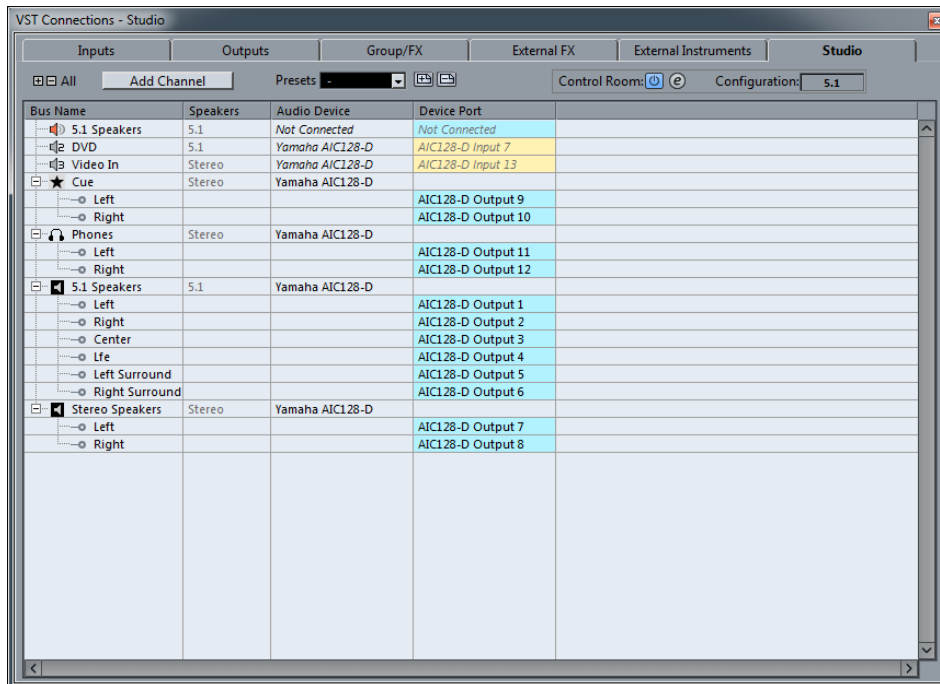 VST Connections - Studio
Inputs Outputs Group/FX External FX External Instruments Studio
All Add Channel Presets - Control Room: e Configuration: 5.1
Bus Name Speakers Audio Device Device Port
5.1 Speakers 5.1 Not Connected Not Connected
1 2 DVD 5.1 Yamaha AIC128-D AIC128-D Input 7
3 Video In Stereo Yamaha AIC128-D AIC128-D Input 13
Cue Stereo Yamaha AIC128-D
Left AIC128-D Output 9
Right AIC128-D Output 10
Phones Stereo Yamaha AIC128-D
Left AIC128-D Output 11
Right AIC128-D Output 12
5.1 Speakers 5.1 Yamaha AIC128-D
Left AIC128-D Output 1
Right AIC128-D Output 2
Center AIC128-D Output 3
Lfe AIC128-D Output 4
Left Surround AIC128-D Output 5
Right Surround AIC128-D Output 6
Stereo Speakers Stereo Yamaha AIC128-D
Left AIC128-D Output 7
Right AIC128-D Output 8